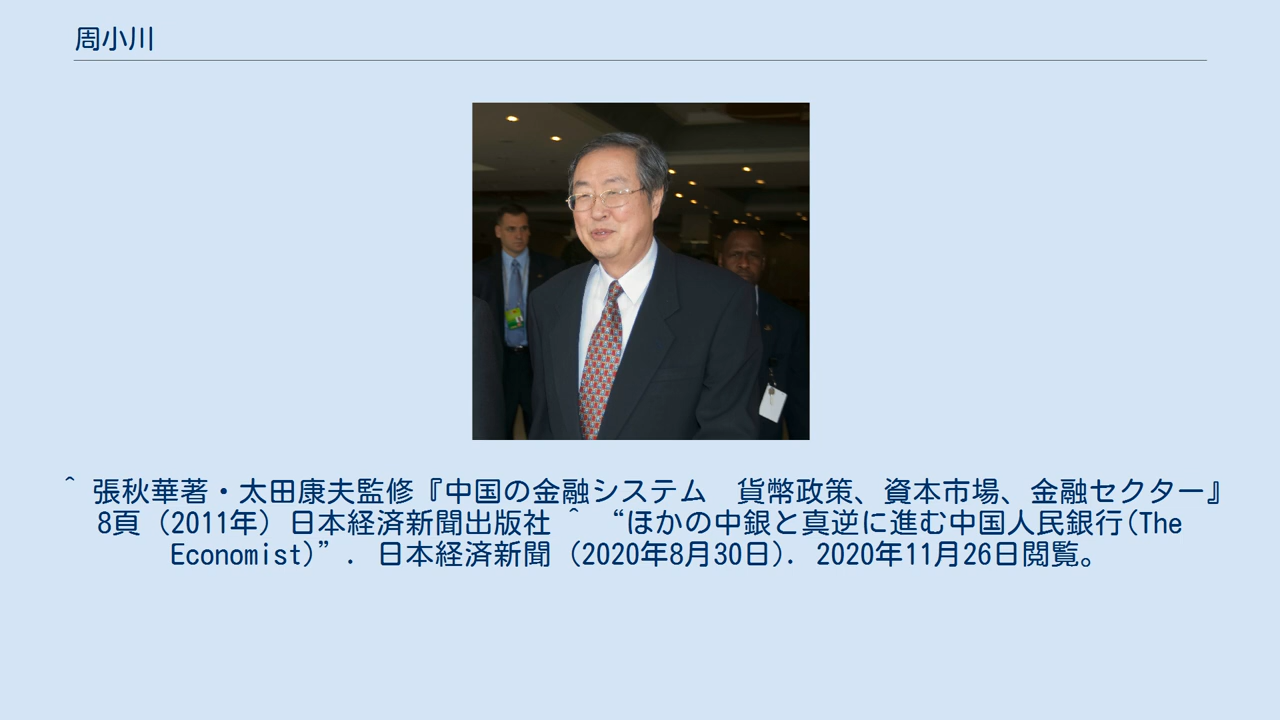 周小川
^ 張秋華著・太田康夫監修『中国の金融システム　貨幣政策、資本市場、金融セクター』
8頁（2011年）日本経済新聞出版社 ^ “ほかの中銀と真逆に進む中国人民銀行(The
Economist)”. 日本経済新聞 (2020年8月30日). 2020年11月26日閲覧。